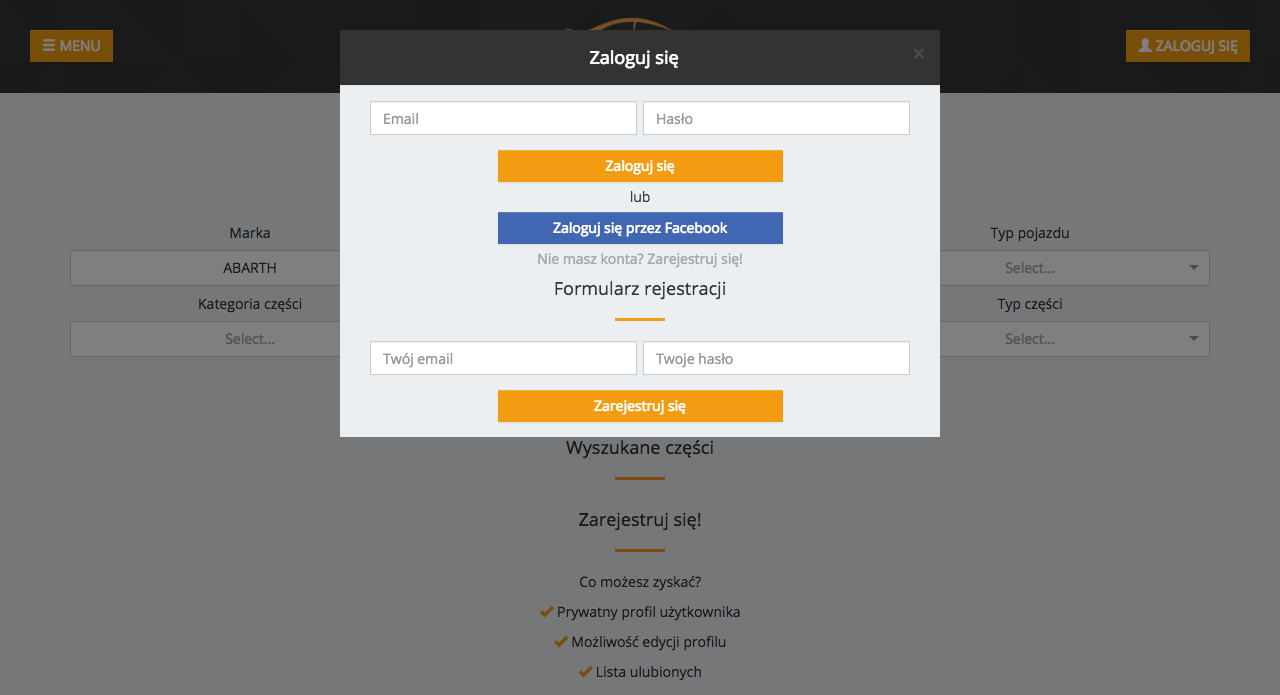 MENU
Zaloguj się
×
ZALOGUJ SIĘ
Email
Hasło
Zaloguj się
lub
Zaloguj się przez Facebook
Nie masz konta? Zarejestruj się!
Formularz rejestracji
Twój email
Twoje hasło
Zarejestruj się
Marka
Typ pojazdu
ABARTH
Select...
Kategoria części
Typ części
Select...
Select...
Wyszukane części
Zarejestruj się!
Co możesz zyskać?
Prywatny profil użytkownika
Możliwość edycji profilu
Lista ulubionych